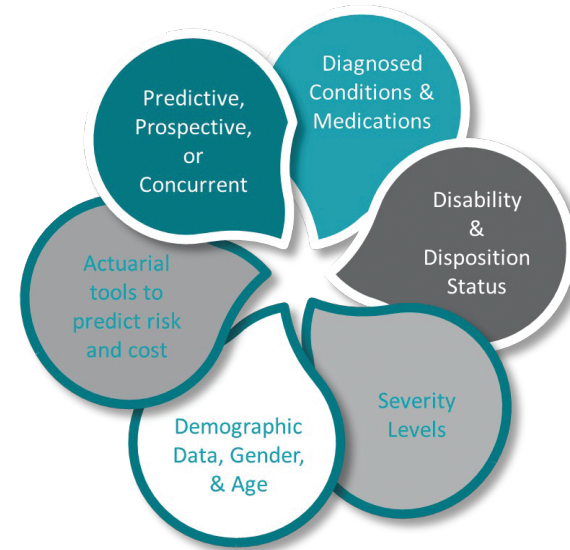 Predictive,
Prospective,
or
Concurrent
Diagnosed
Conditions &
Medications
Disability
&
Disposition
Status
Severity
Levels
Demographic
Data, Gender,
& Age
Actuarial
tools to
predict risk
and cost